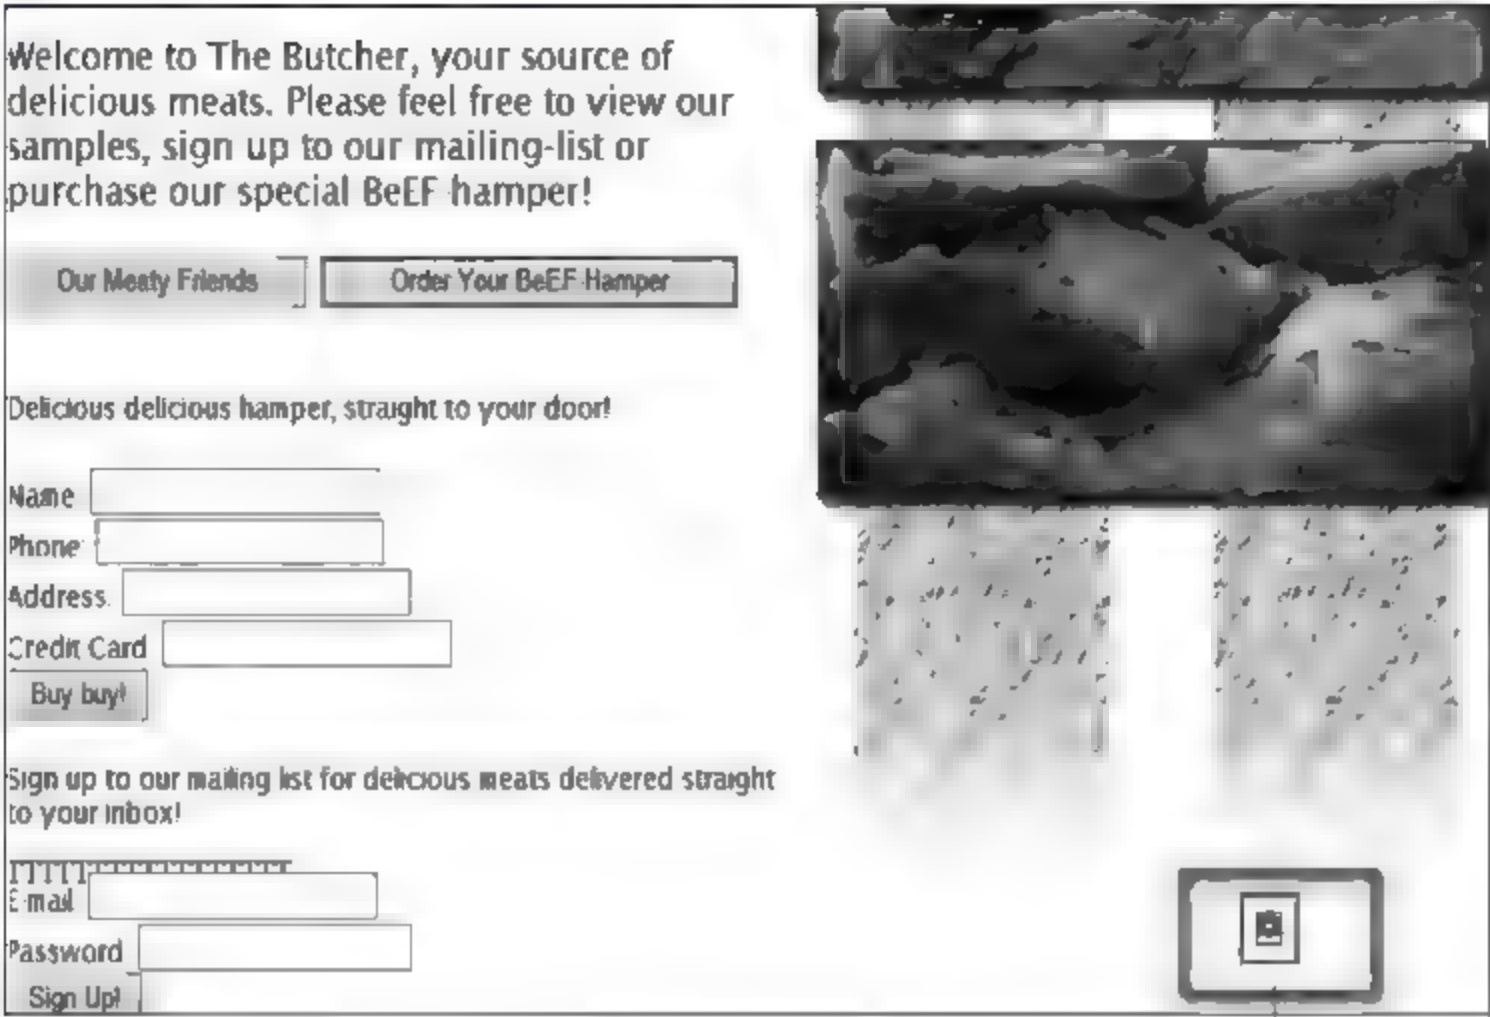 Welcome to The Butcher, your source of
delicious meats. Please feel free to view our
samples, sign up to our mailing-list or
purchase our special BeEF hamper!
Our Meaty Friends
Order Your BeEF Hamper
Delicious delicious hamper, straight to your door!
Name
Phone
Address
Credit Card
Buy buy!
Sign up to our mailing list for delicious meats delivered straight
to your inbox!
E-mail
Password
Sign Up!